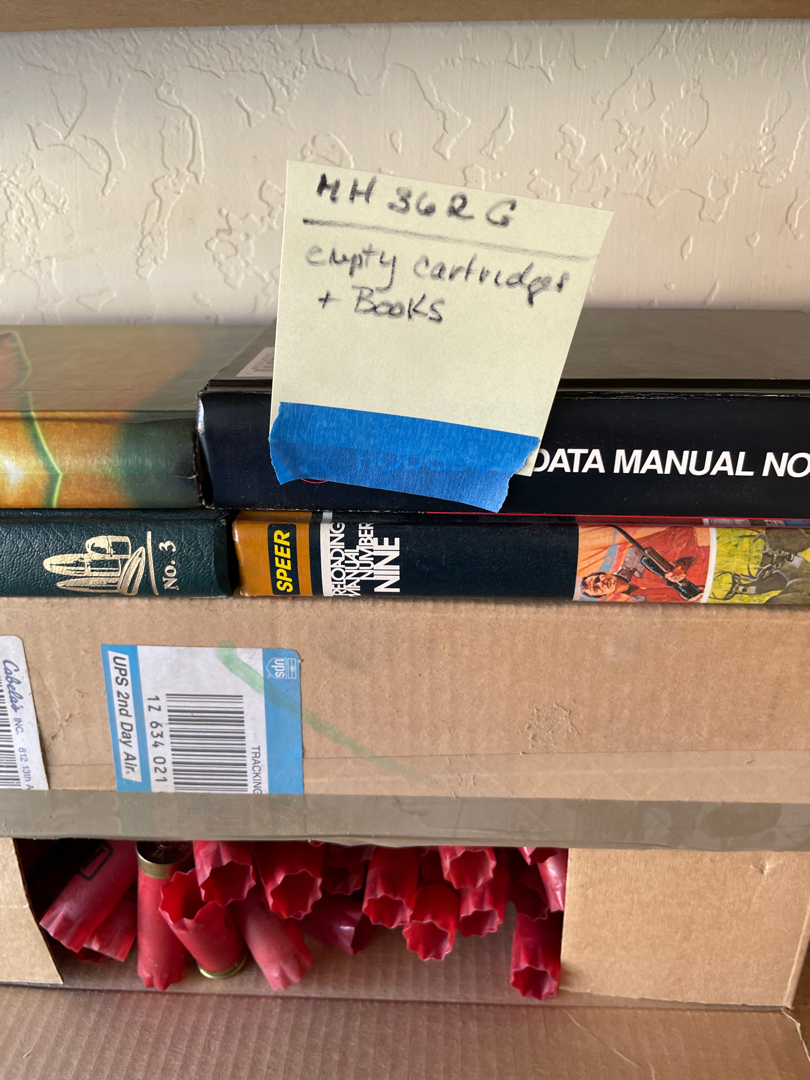 MH 36RG
empty cartridges
+ Books
DATA MANUAL NO
No. 3
SPEER
RELOADING
MANUAL
NUMBER
NINE
Cabela's INC.
812 13th A
UPS 2nd Day Air.
ups
1Z 634 021
TRACKING